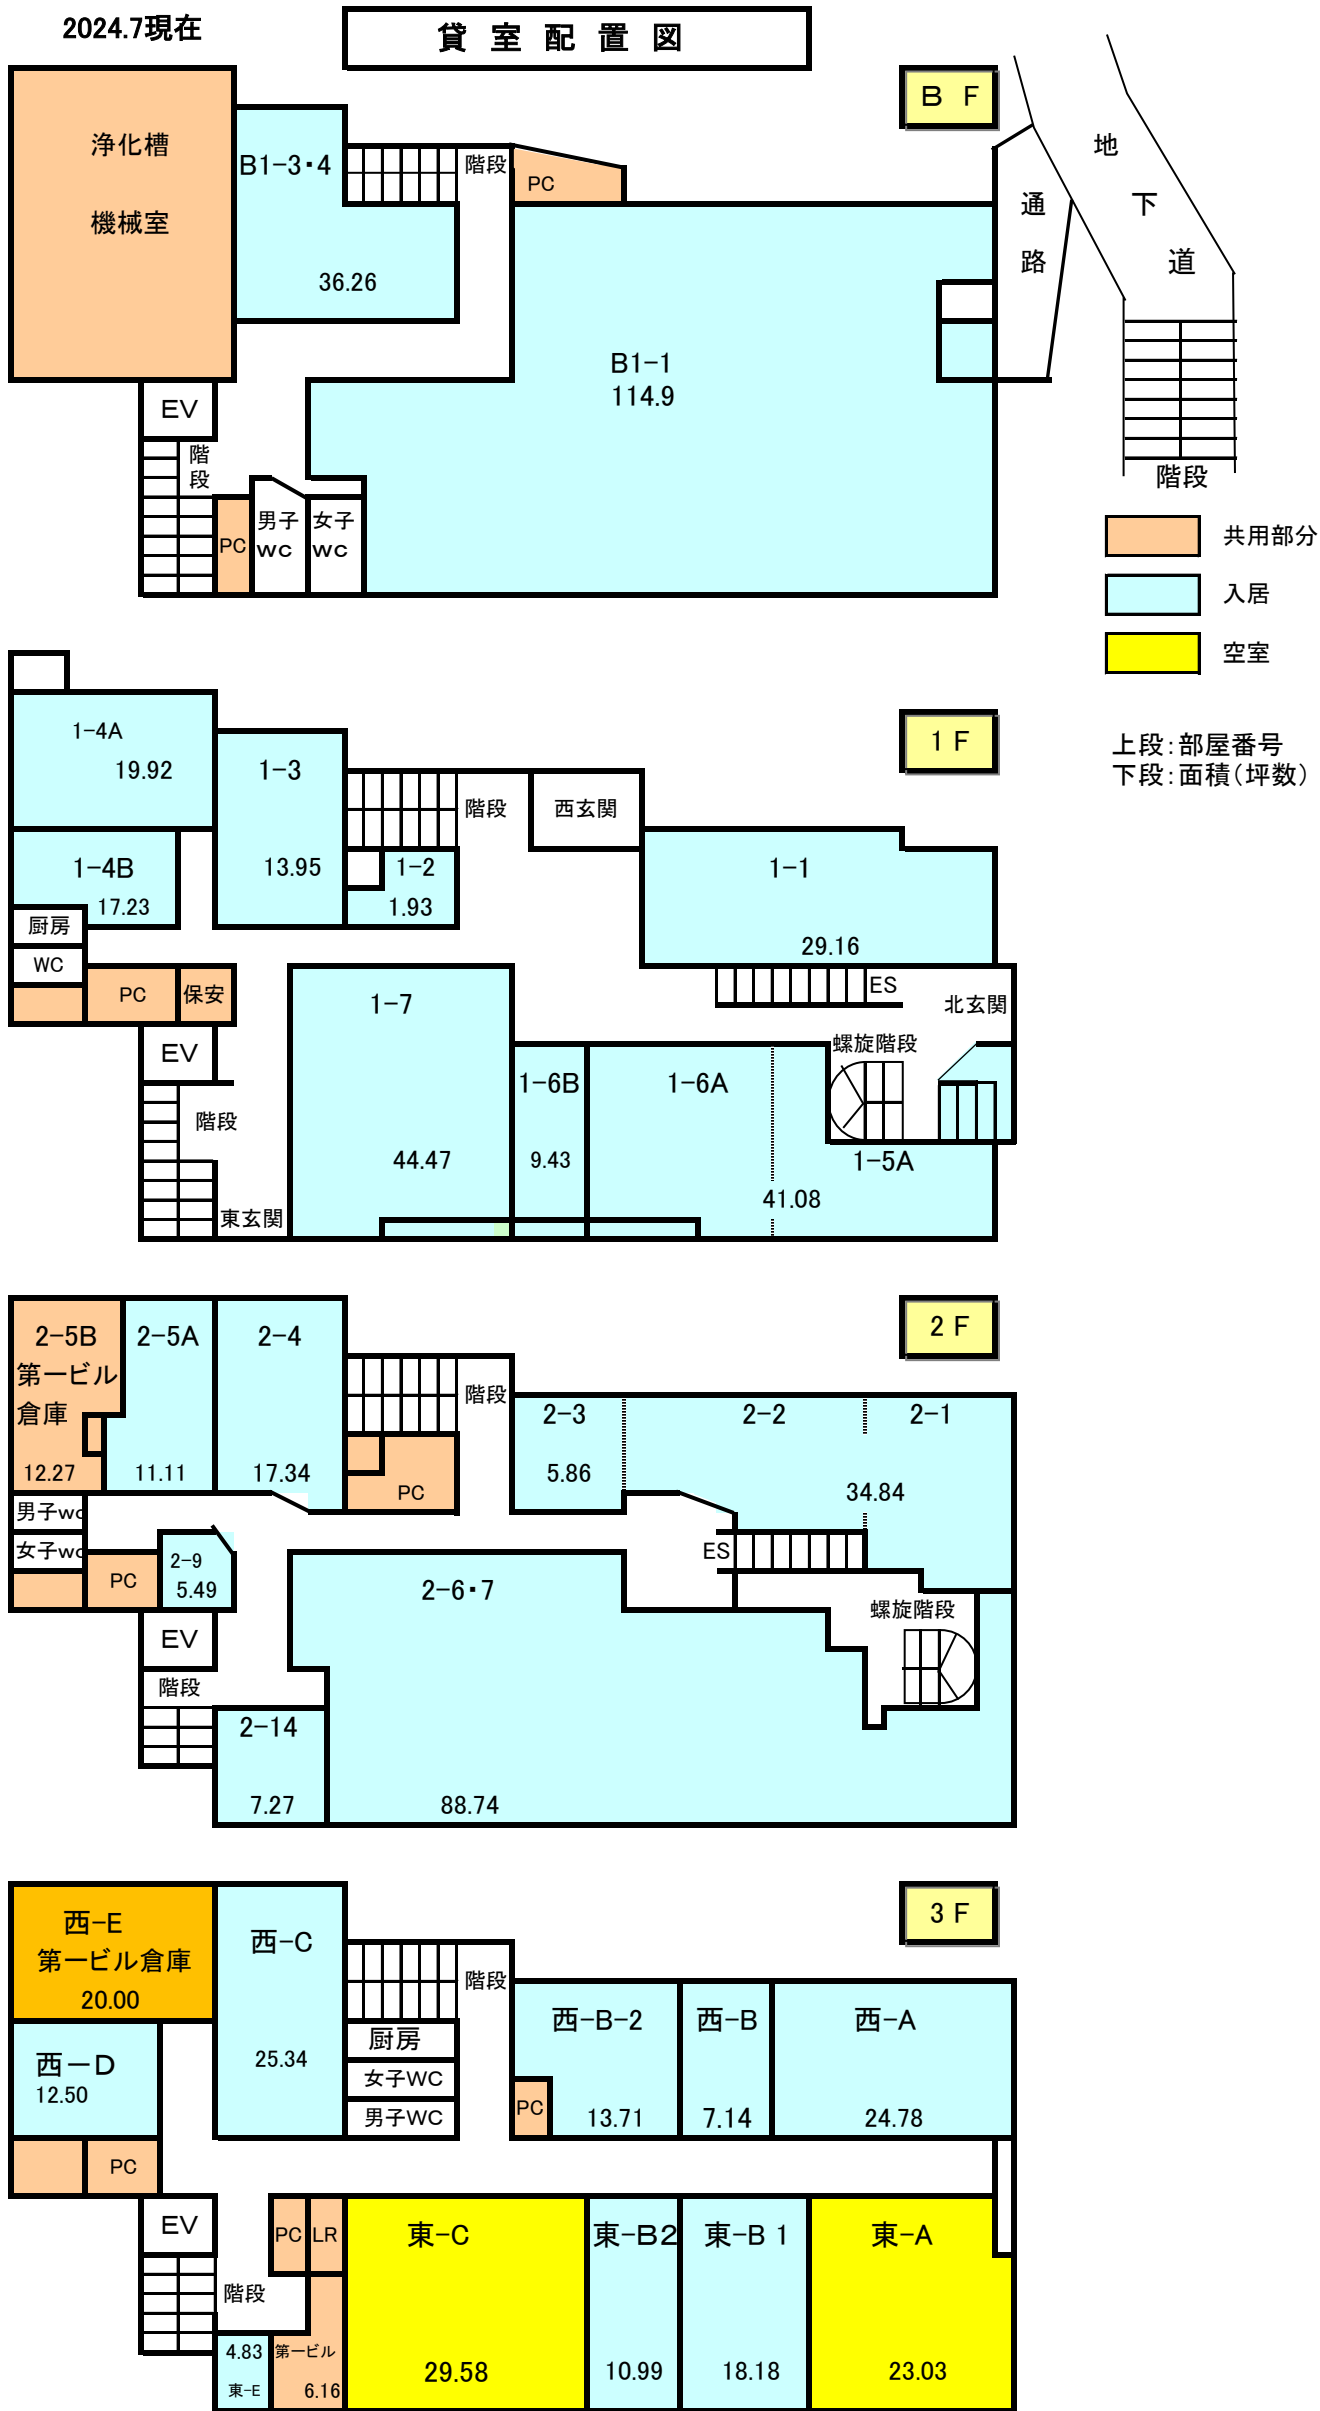 2024.7現在
貸室配置図
BF
浄化槽
機械室
B1-3・4
36.26
階段
PC
B1-1
114.9
通路
地下道
階段
EV
階段
PC
男子
WC
女子
WC
共用部分
入居
空室
上段:部屋番号
下段:面積(坪数)
1F
1-4A
19.92
1-3
13.95
階段
西玄関
1-4B
17.23
1-2
1.93
1-1
29.16
厨房
WC
PC
保安
ES
北玄関
1-7
44.47
EV
階段
東玄関
1-6B
9.43
1-6A
螺旋階段
1-5A
41.08
2F
2-5B
第一ビル
倉庫
12.27
2-5A
11.11
2-4
17.34
階段
PC
2-3
5.86
2-2
2-1
34.84
男子wc
女子wc
PC
2-9
5.49
ES
2-6・7
88.74
螺旋階段
EV
階段
2-14
7.27
3F
西-E
第一ビル倉庫
20.00
西-C
25.34
階段
厨房
女子WC
男子WC
西-B-2
13.71
PC
西-B
7.14
西-A
24.78
西－D
12.50
PC
EV
階段
PC
LR
東-C
29.58
東-B2
10.99
東-B 1
18.18
東-A
23.03
4.83
東-E
第一ビル
6.16